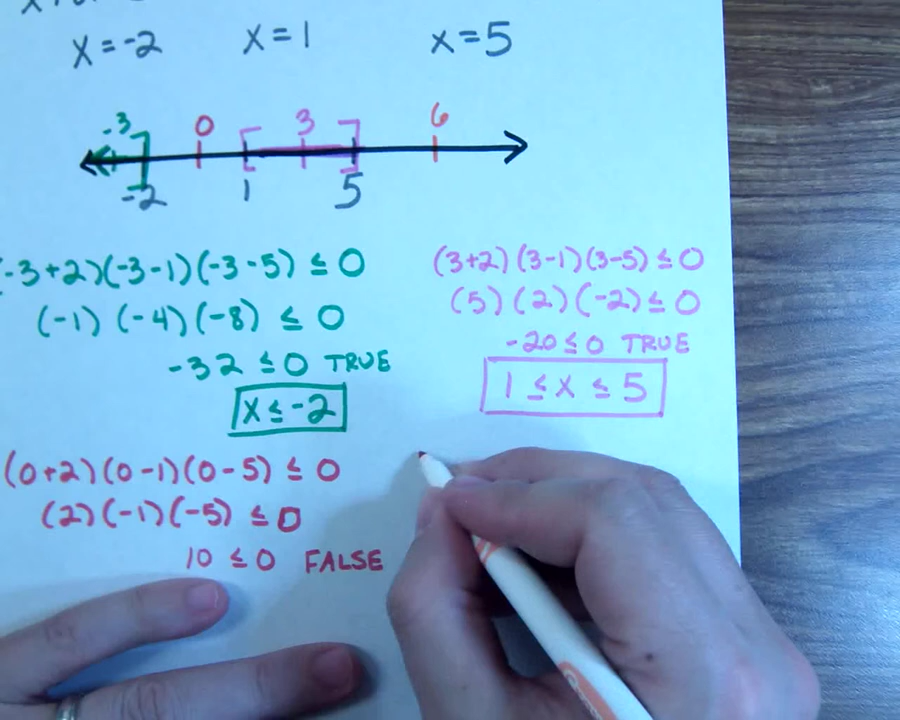 x=-2 x=1 x=5
-3 0 3 6
-2 1 5
(-3+2)(-3-1)(-3-5) ≤ 0
(-1) (-4)(-8) ≤ 0
-32 ≤ 0 TRUE
x ≤ -2
(3+2)(3-1)(3-5) ≤ 0
(5) (2) (-2) ≤ 0
-20 ≤ 0 TRUE
1 ≤ x ≤ 5
(0+2)(0-1)(0-5) ≤ 0
(2)(-1)(-5) ≤ 0
10 ≤ 0 FALSE